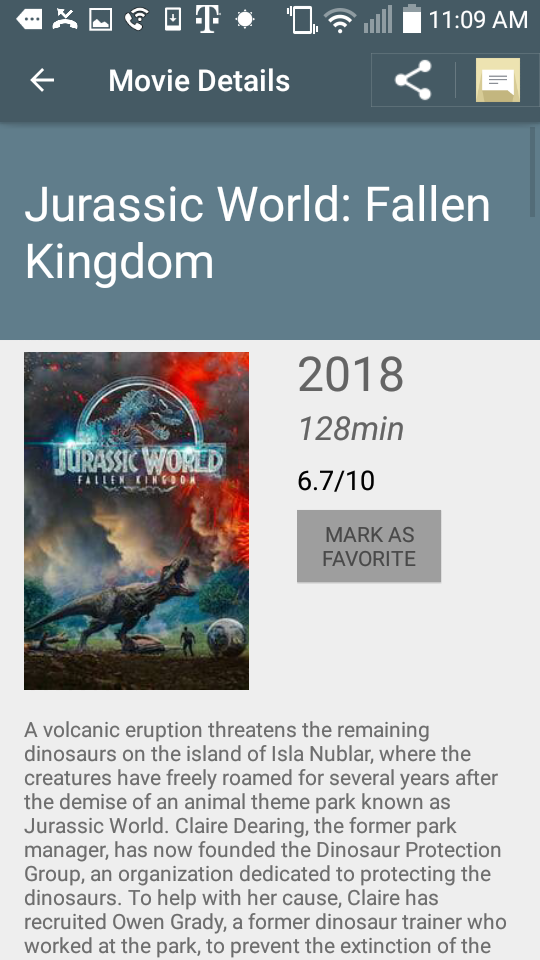 11:09 AM
Movie Details
Jurassic World: Fallen
Kingdom
2018
128min
6.7/10
MARK AS
FAVORITE
JURASSIC WORLD
FALLEN KINGDOM
A volcanic eruption threatens the remaining
dinosaurs on the island of Isla Nublar, where the
creatures have freely roamed for several years after
the demise of an animal theme park known as
Jurassic World. Claire Dearing, the former park
manager, has now founded the Dinosaur Protection
Group, an organization dedicated to protecting the
dinosaurs. To help with her cause, Claire has
recruited Owen Grady, a former dinosaur trainer who
worked at the park, to prevent the extinction of the